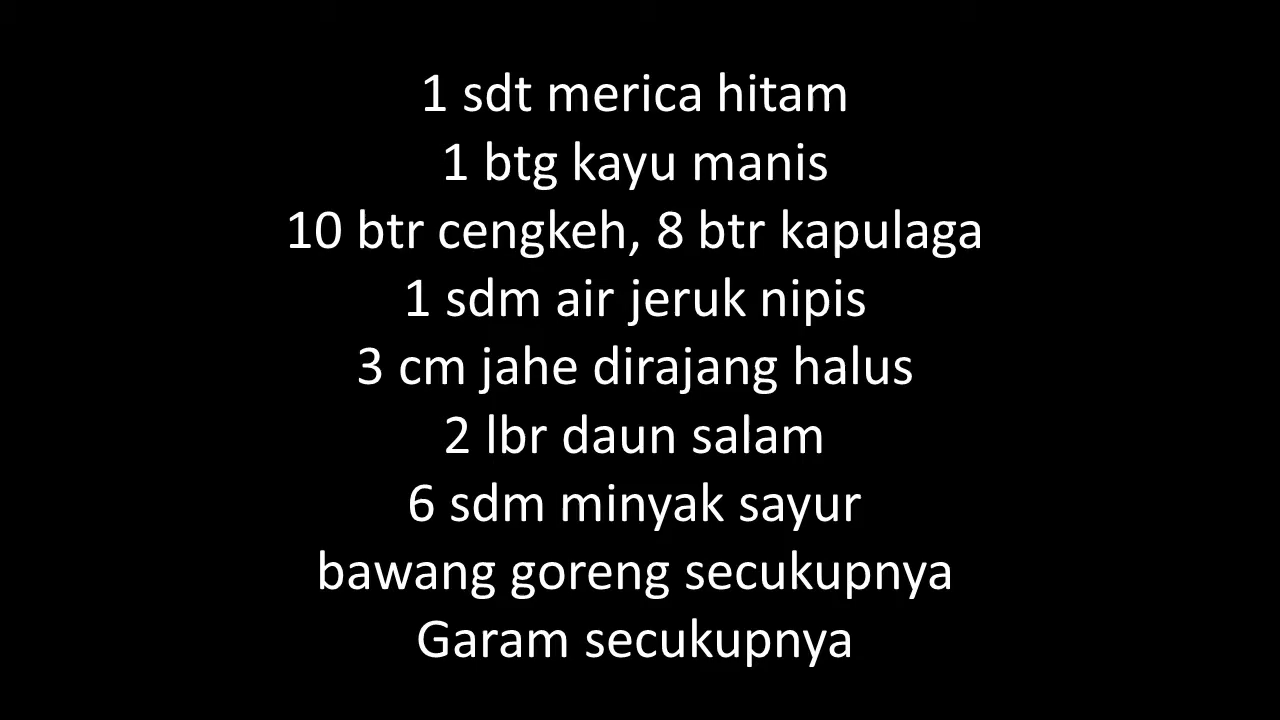 1 sdt merica hitam
1 btg kayu manis
10 btr cengkeh, 8 btr kapulaga
1 sdm air jeruk nipis
3 cm jahe dirajang halus
2 lbr daun salam
6 sdm minyak sayur
bawang goreng secukupnya
Garam secukupnya